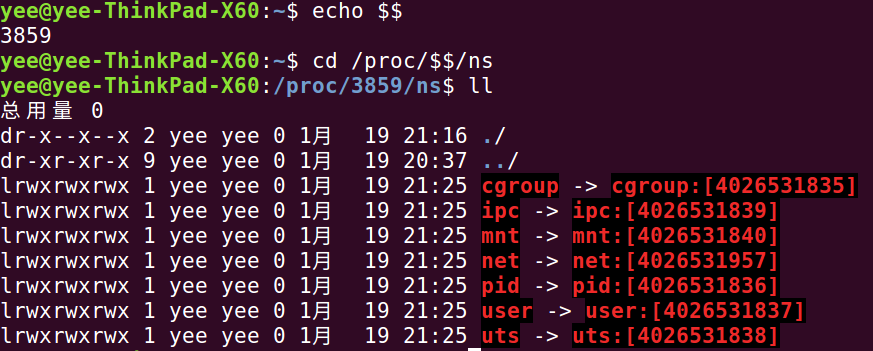 yee@yee-ThinkPad-X60:~$ echo $$
3859
yee@yee-ThinkPad-X60:~$ cd /proc/$$/ns
yee@yee-ThinkPad-X60:/proc/3859/ns$ ll
总用量 0
dr-x--x--x 2 yee yee 0 1月  19 21:16 ./
dr-xr-xr-x 9 yee yee 0 1月  19 20:37 ../
lrwxrwxrwx 1 yee yee 0 1月  19 21:25 cgroup -> cgroup:[4026531835]
lrwxrwxrwx 1 yee yee 0 1月  19 21:25 ipc -> ipc:[4026531839]
lrwxrwxrwx 1 yee yee 0 1月  19 21:25 mnt -> mnt:[4026531840]
lrwxrwxrwx 1 yee yee 0 1月  19 21:25 net -> net:[4026531957]
lrwxrwxrwx 1 yee yee 0 1月  19 21:25 pid -> pid:[4026531836]
lrwxrwxrwx 1 yee yee 0 1月  19 21:25 user -> user:[4026531837]
lrwxrwxrwx 1 yee yee 0 1月  19 21:25 uts -> uts:[4026531838]